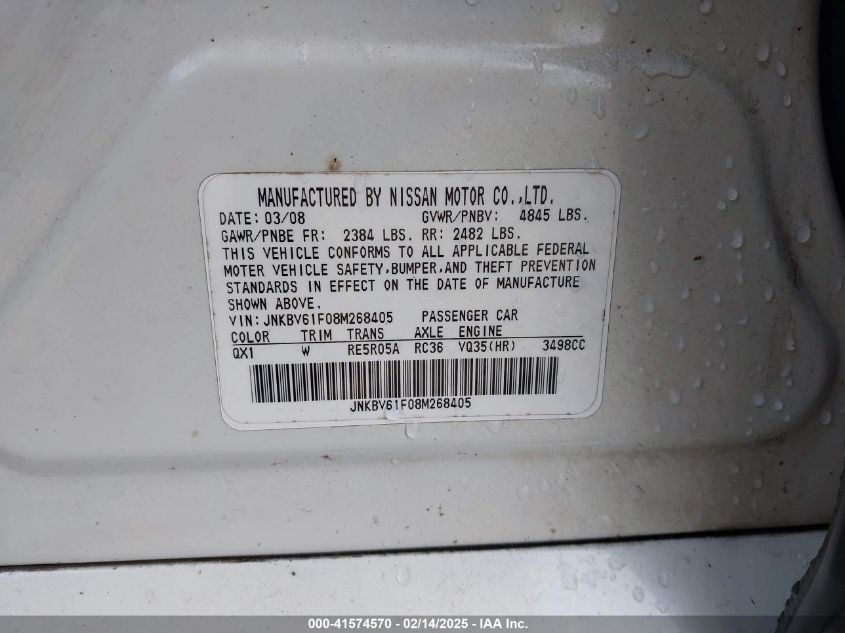 MANUFACTURED BY NISSAN MOTOR CO.,LTD.
DATE: 03/08 GVWR/PNBV: 4845 LBS.
GAWR/PNBE FR: 2384 LBS. RR: 2482 LBS.
THIS VEHICLE CONFORMS TO ALL APPLICABLE FEDERAL
MOTER VEHICLE SAFETY,BUMPER,AND THEFT PREVENTION
STANDARDS IN EFFECT ON THE DATE OF MANUFACTURE
SHOWN ABOVE.
VIN:JNKBV61F08M268405 PASSENGER CAR
COLOR TRIM TRANS AXLE ENGINE
QX1 W RE5R05A RC36 VQ35(HR) 3498CC
JNKBV61F08M268405
000-41574570 - 02/14/2025 - IAA Inc.